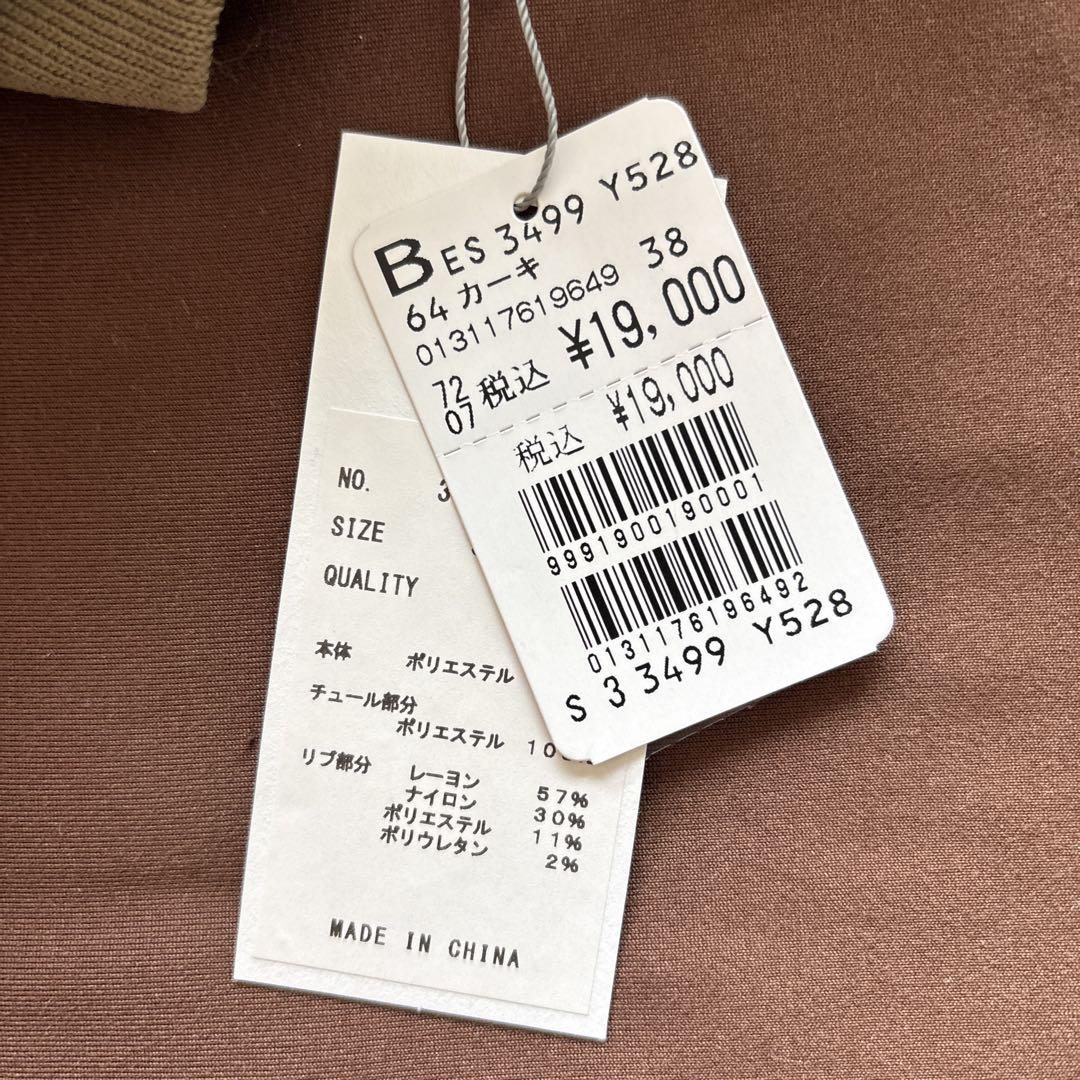 BES 3499 Y528
64 カーキ
013117619649 38
72
07 税込 ¥19,000
税込 ¥19,000
9991900190001
0131176196492
S 3 3499 Y528
NO. 3
SIZE
QUALITY
本体 ポリエステル
チュール部分
ポリエステル
リブ部分 レーヨン 57%
ナイロン 30%
ポリエステル 11%
ポリウレタン 2%
MADE IN CHINA